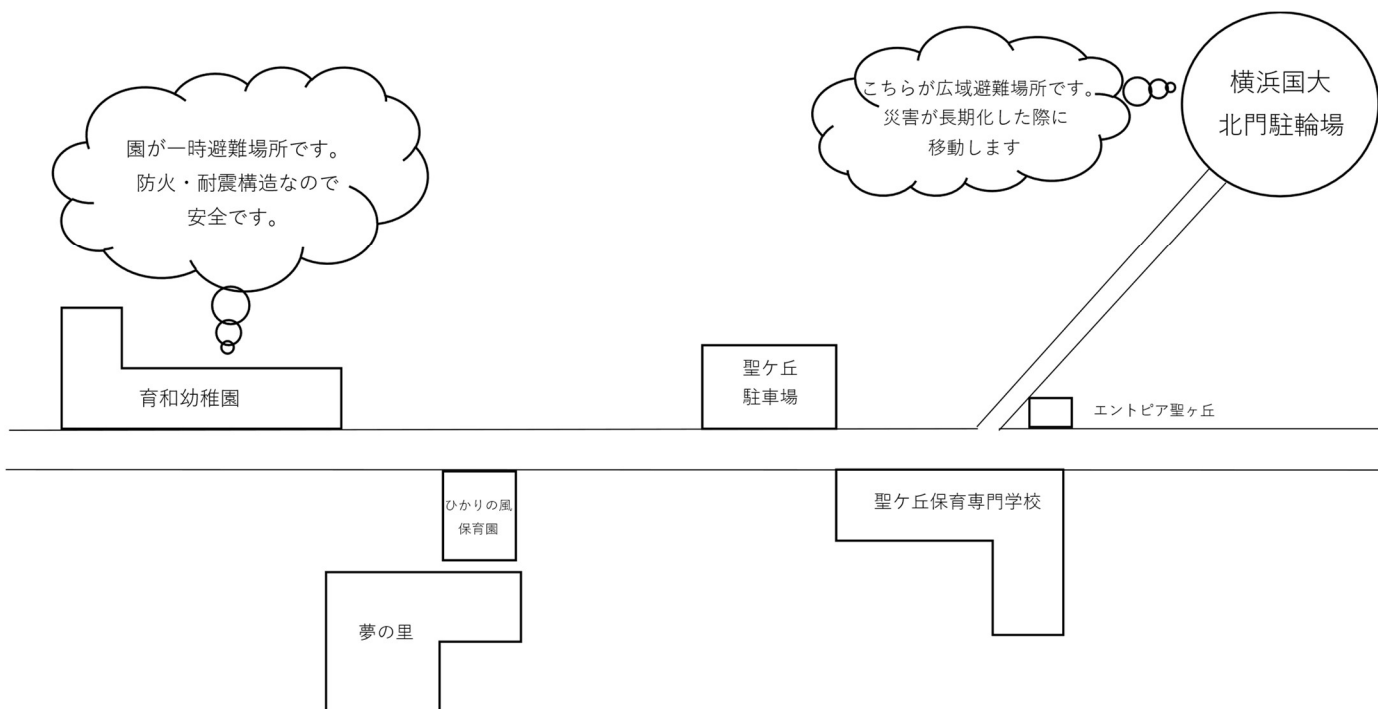 こちらが広域避難場所です。
災害が長期化した際に
移動します
横浜国大
北門駐輪場
園が一時避難場所です。
防火・耐震構造なので
安全です。
育和幼稚園
聖ケ丘
駐車場
エントピア聖ヶ丘
ひかりの風
保育園
聖ケ丘保育専門学校
夢の里